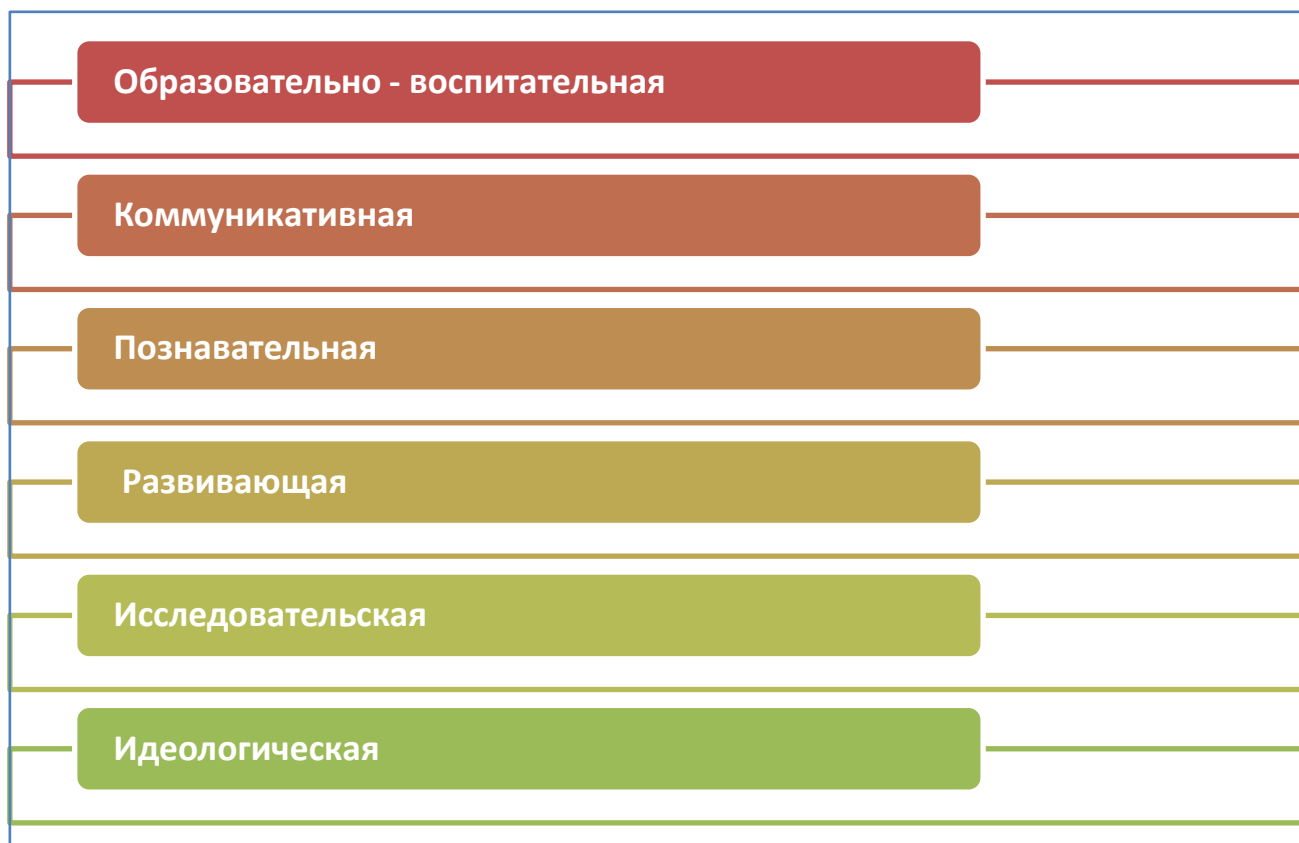 Образовательно - воспитательная
Коммуникативная
Познавательная
Развивающая
Исследовательская
Идеологическая